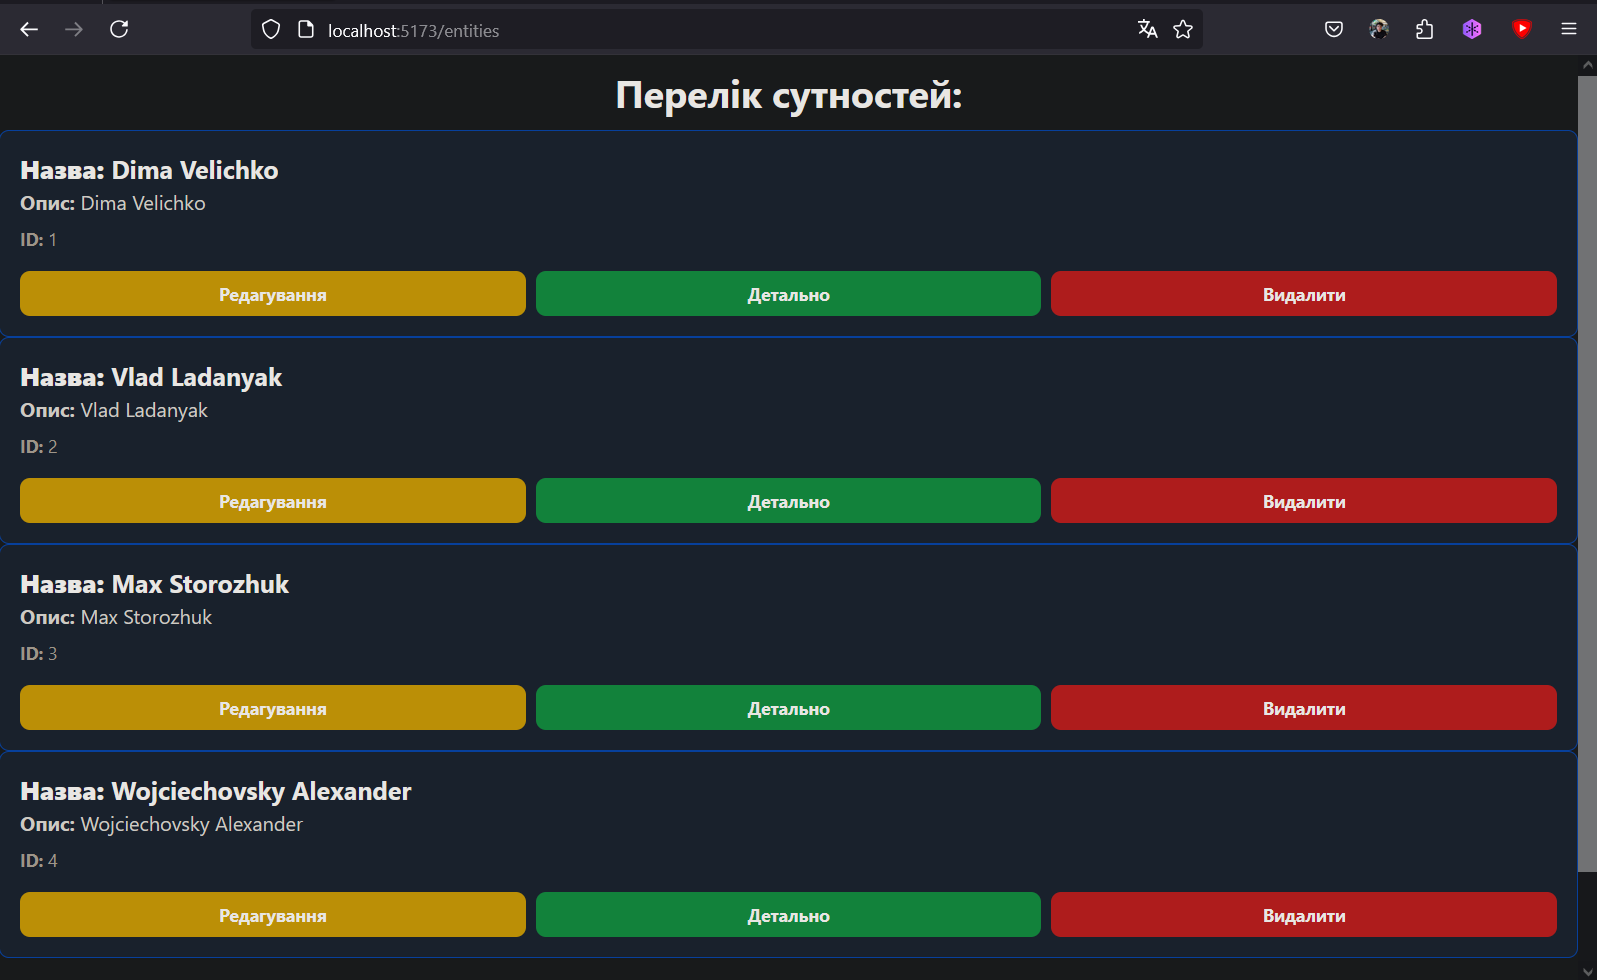 localhost:5173/entities
Перелік сутностей:
Назва: Dima Velichko
Опис: Dima Velichko
ID: 1
Редагування Детально Видалити
Назва: Vlad Ladanyak
Опис: Vlad Ladanyak
ID: 2
Редагування Детально Видалити
Назва: Max Storozhuk
Опис: Max Storozhuk
ID: 3
Редагування Детально Видалити
Назва: Wojciechovsky Alexander
Опис: Wojciechovsky Alexander
ID: 4
Редагування Детально Видалити